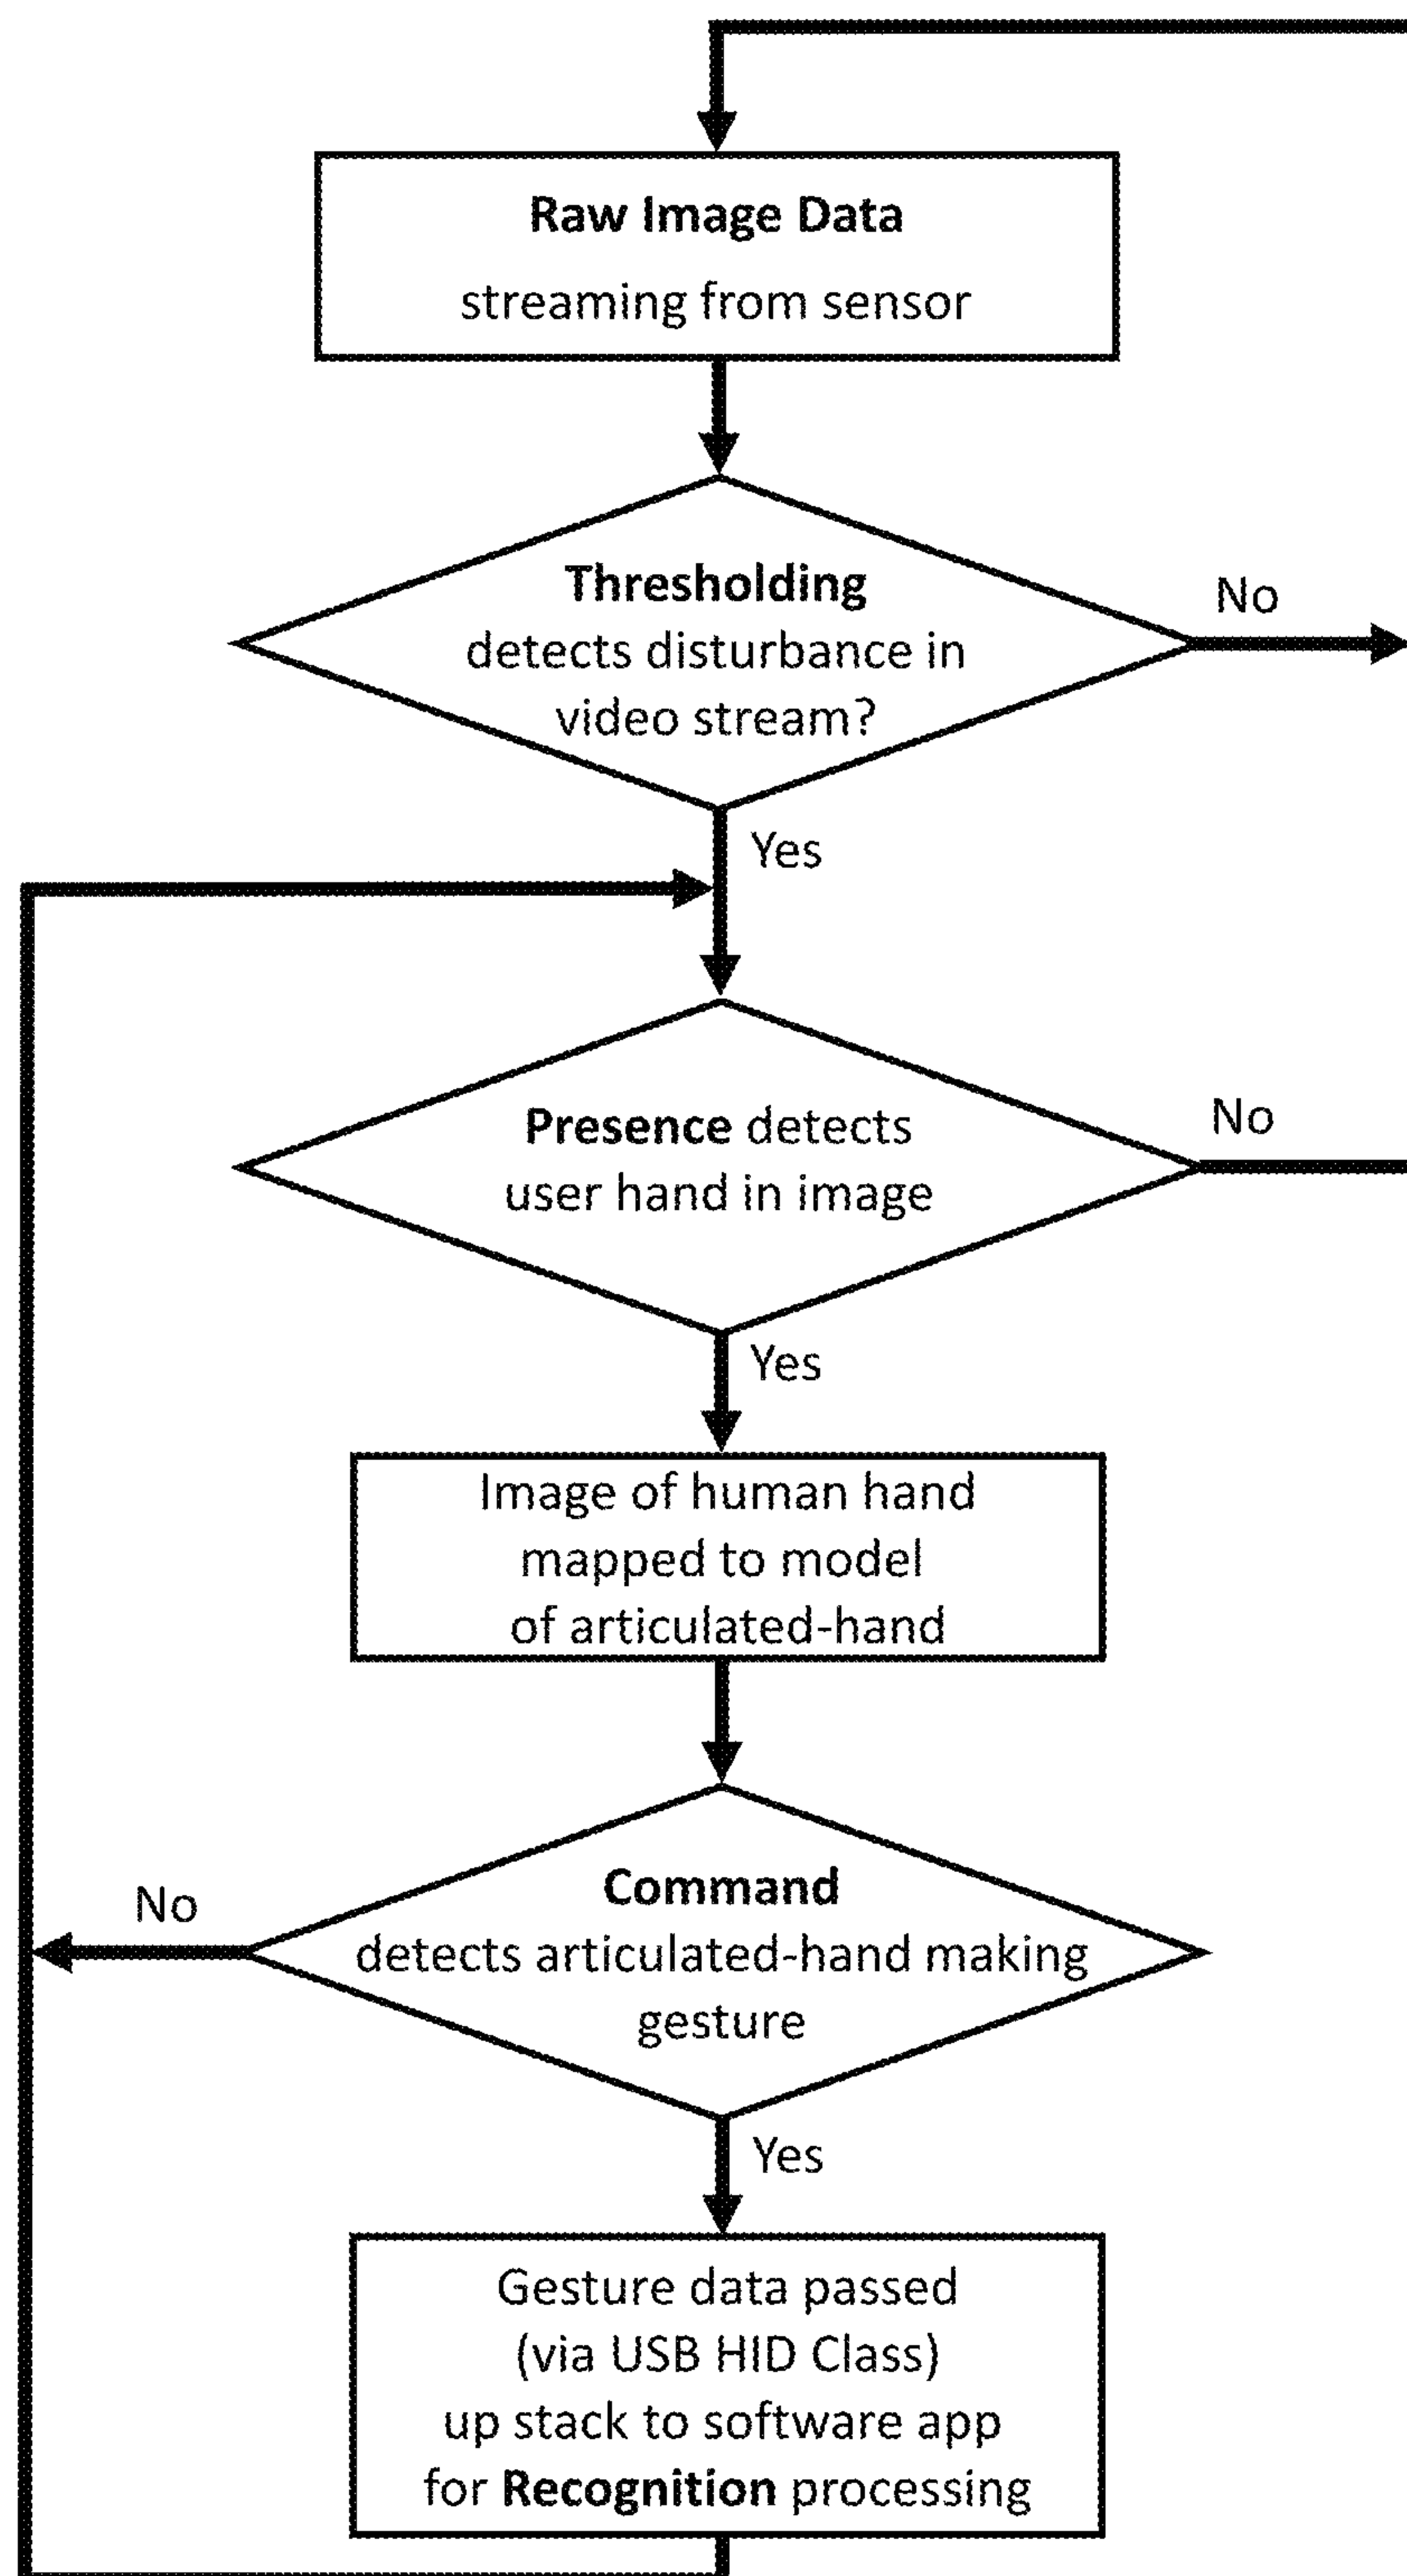 Raw Image Data
streaming from sensor
Thresholding
detects disturbance in
video stream?
No
Yes
Presence detects
user hand in image
No
Yes
Image of human hand
mapped to model
of articulated-hand
Command
detects articulated-hand making
gesture
No
Yes
Gesture data passed
(via USB HID Class)
up stack to software app
for Recognition processing